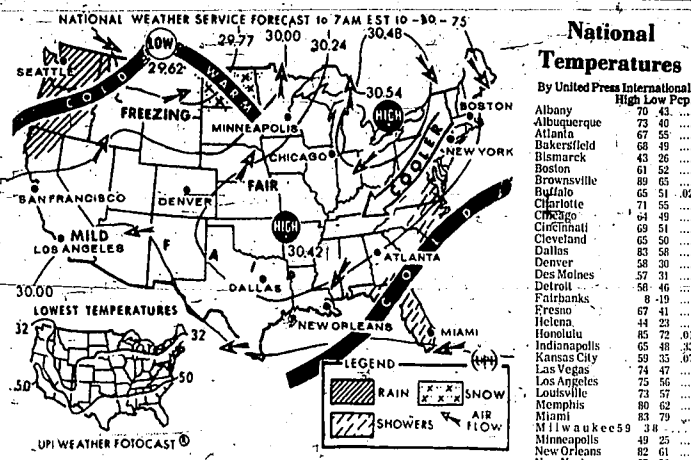 NATIONAL WEATHER SERVICE FORECAST to 7AM EST 10-30-75
29.77
30.00
30.24
30.48
LOW
29.62
SEATTLE
COLD
WARM
30.54
HIGH
BOSTON
FREEZING
MINNEAPOLIS
CHICAGO
NEW YORK
COOLER
FAIR
SAN FRANCISCO
DENVER
MILD
LOS ANGELES
HIGH
30.42
ATLANTA
COLD
DALLAS
30.00
NEW ORLEANS
MIAMI
LOWEST TEMPERATURES
32
32
50
50
LEGEND
RAIN
SNOW
SHOWERS
AIR FLOW
UPI WEATHER FOTOCAST ®
National
Temperatures
By United Press International
High Low Pcp
Albany 70 43 ...
Albuquerque 73 40 ...
Atlanta 67 55
Bakersfield 68 49
Bismarck 43 26
Boston 61 52
Brownsville 89 65
Buffalo 65 51 .02
Charlotte 71 55
Chicago 64 49
Cincinnati 69 51
Cleveland 65 50
Dallas 83 58
Denver 58 30
Des Moines 57 31
Detroit 58 46
Fairbanks 8 -19
Fresno 67 41
Helena 44 23
Honolulu 85 72
Indianapolis 65 48
Kansas City 59 35
Las Vegas 74 47
Los Angeles 75 56
Louisville 73 57
Memphis 80 62
Miami 83 79
Milwaukee 59 38
Minneapolis 49 25
New Orleans 82 61